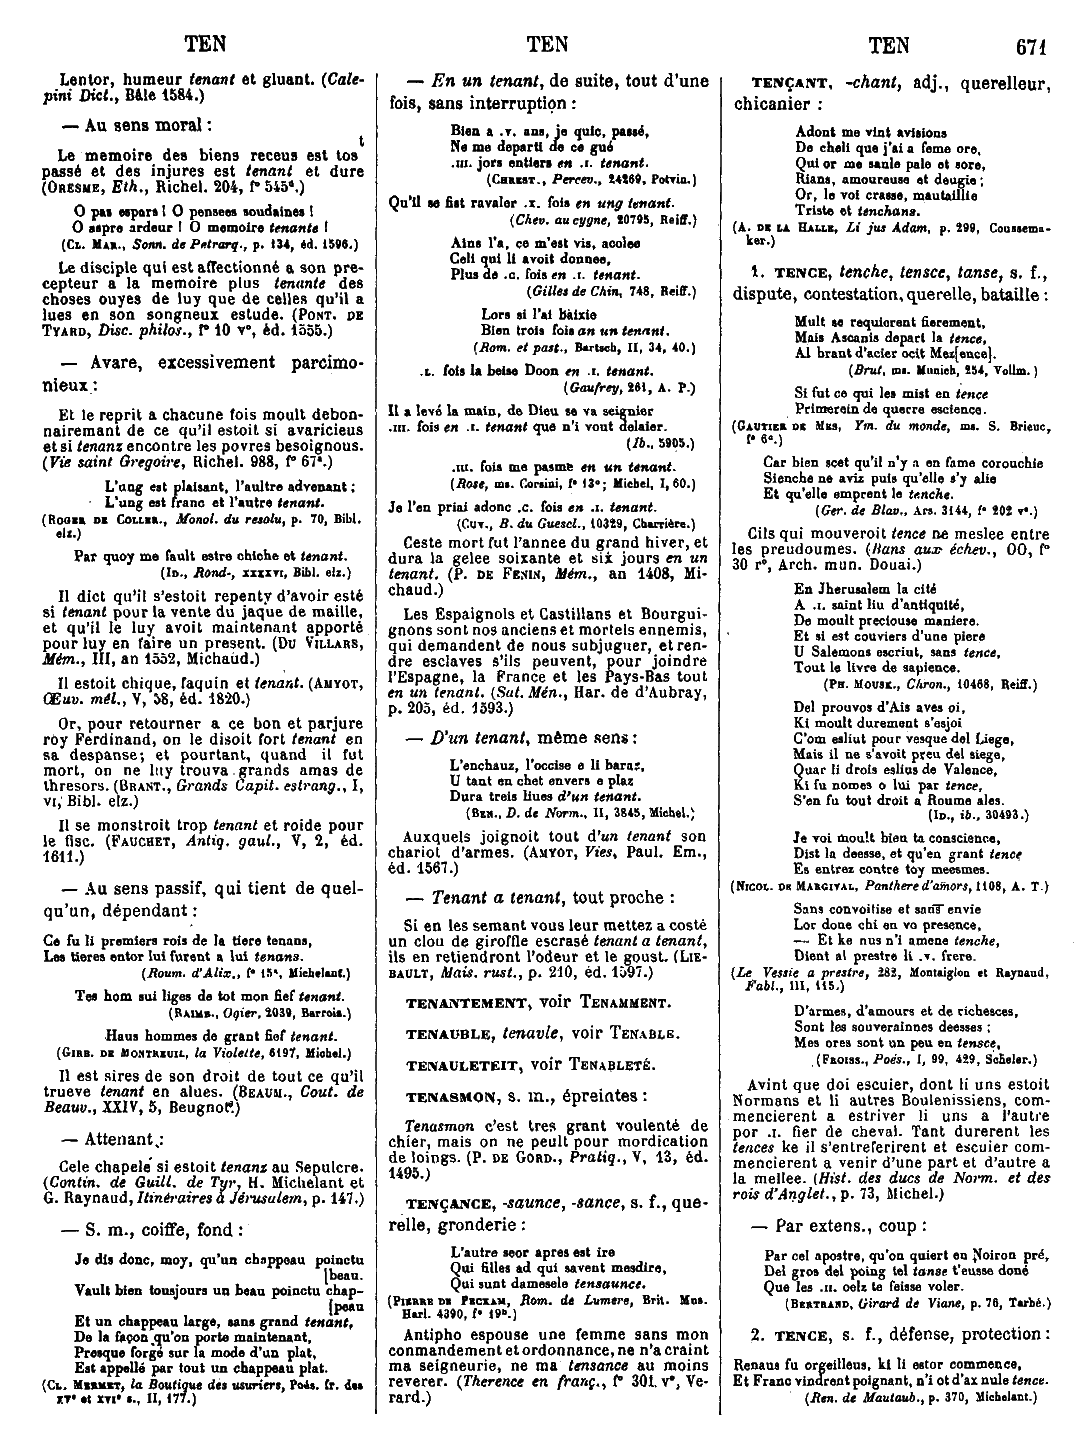 TEN
TEN
TEN 671
Lentor, humeur tenant et gluant. (Cale-
pini Dict., Bâle 1584.)
— Au sens moral :
t
Le memoire des biens receus est tos
passé et des injures est tenant et dure
(ORESME, Eth., Richel. 204, f° 545ᵈ.)
O pas espars ! O pensees soudaines !
O aspre ardeur ! O memoire tenante !
(CL. MAR., Sonn. de Petrarq., p. 134, éd. 1596.)
Le disciple qui est affectionné a son pre-
cepteur a la memoire plus tenante des
choses ouyes de luy que de celles qu'il a
lues en son songneux estude. (PONT. DE
TYARD, Disc. philos., f° 10 v°, éd. 1555.)
— Avare, excessivement parcimo-
nieux :
Et le reprit a chacune fois moult debon-
nairement de ce qu'il estoit si avaricieus
et si tenanz encontre les povres besoignous.
(Vie saint Gregoire, Richel. 988, f° 67ᵃ.)
L'ung est plaisant, l'aultre advenant ;
L'ung est franc et l'autre tenant.
(ROGER DE COLLER., Monol. du resolu, p. 70, Bibl.
elz.)
Par quoy me fault estre chiche et tenant.
(ID., Rond., XXXXVI, Bibl. elz.)
Il dict qu'il s'estoit repenty d'avoir esté
si tenant pour la vente du jaque de maille,
et qu'il le luy avoit maintenant apporté
pour luy en faire un present. (DU VILLARS,
Mém., III, an 1552, Michaud.)
Il estoit chique, faquin et tenant. (AMYOT,
Œuv. mél., V, 58, éd. 1820.)
Or, pour retourner a ce bon et parjure
roy Ferdinand, on le disoit fort tenant en
sa despanse; et pourtant, quand il fut
mort, on ne luy trouva grands amas de
thresors. (BRANT., Grands Capit. estrang., I,
VI, Bibl. elz.)
Il se monstroit trop tenant et roide pour
le fisc. (FAUCHET, Antiq. gaul., V, 2, éd.
1611.)
— Au sens passif, qui tient de quel-
qu'un, dépendant :
Ce fu li premiers rois de la tiere tenans,
Les tieres entor lui furent a lui tenans.
(Roum. d'Alix., f° 15ᵃ, Michelant.)
Tes hom sui liges de tot mon fief tenant.
(RAIMB., Ogier, 2039, Barrois.)
Haus hommes de grant fief tenant.
(GIRB. DE MONTREUIL, la Violette, 6197, Michel.)
Il est sires de son droit de tout ce qu'il
trueve tenant en alues. (BEAUM., Cout. de
Beauv., XXIV, 5, Beugnot.)
— Attenant :
Cele chapele si estoit tenanz au Sepulcre.
(Contin. de Guill. de Tyr, H. Michelant et
G. Raynaud, Itinéraires à Jérusalem, p. 147.)
— S. m., coiffe, fond :
Je dis donc, moy, qu'un chappeau poinctu
[beau.
Vault bien tousjours un beau poinctu chap-
[peau
Et un chappeau large, sans grand tenant,
De la façon qu'on porte maintenant,
Presque forgé sur la mode d'un plat,
Est appellé par tout un chappeau plat.
(CL. MERMET, la Boutique des usuriers, Poés. fr. des
XV° et XVI° s., II, 177.)
— En un tenant, de suite, tout d'une
fois, sans interruption :
Bien a .V. ans, je quic, passé,
Ne me departi de ce gué
.III. jors entiers en .I. tenant.
(CHREST., Percev., 24269, Potvin.)
Qu'il se fist ravaler .X. fois en ung tenant.
(Chev. au cygne, 20795, Reiff.)
Ains l'a, ce m'est vis, acolee
Celi qui li avoit donnee,
Plus de .C. fois en .I. tenant.
(Gilles de Chin, 748, Reiff.)
Lors si l'ai baixie
Bien trois fois an un tenant.
(Rom. et past., Bartsch, II, 34, 40.)
.L. fois la beise Doon en .I. tenant.
(Gaufrey, 261, A. P.)
Il a levé la main, de Dieu se va seignier
.III. fois en .I. tenant que n'i vout delaier.
(Ib., 5905.)
.III. fois me pasme en un tenant.
(Rose, ms. Corsini, f° 13ᶜ; Michel, I, 60.)
Je l'en priai adonc .C. fois en .I. tenant.
(CUV., B. du Guescl., 10329, Charrière.)
Ceste mort fut l'annee du grand hiver, et
dura la gelee soixante et six jours en un
tenant. (P. DE FENIN, Mém., an 1408, Mi-
chaud.)
Les Espaignols et Castillans et Bourgui-
gnons sont nos anciens et mortels ennemis,
qui demandent de nous subjuguer, et ren-
dre esclaves s'ils peuvent, pour joindre
l'Espagne, la France et les Pays-Bas tout
en un tenant. (Sat. Mén., Har. de d'Aubray,
p. 205, éd. 1593.)
— D'un tenant, même sens :
L'enchauz, l'occise e li baraz,
U tant en chet envers e plaz
Dura treis liues d'un tenant.
(BEN., D. de Norm., II, 3845, Michel.)
Auxquels joignoit tout d'un tenant son
chariot d'armes. (AMYOT, Vies, Paul. Em.,
éd. 1567.)
— Tenant a tenant, tout proche :
Si en les semant vous leur mettez a costé
un clou de giroffle escrasé tenant a tenant,
ils en retiendront l'odeur et le goust. (LIE-
BAULT, Mais. rust., p. 210, éd. 1597.)
TENANTEMENT, voir TENAMMENT.
TENAUBLE, tenavle, voir TENABLE.
TENAULETEIT, voir TENABLETÉ.
TENASMON, s. m., épreintes :
Tenasmon c'est tres grant voulenté de
chier, mais on ne peult pour mordication
de loings. (P. DE GORD., Pratiq., V, 13, éd.
1495.)
TENÇANCE, -saunce, -sance, s. f., que-
relle, gronderie :
L'autre seor apres est ire
Qui filles ad qui savent mesdire,
Qui sunt damesele tensaunce.
(PIERRE DE PECKAM, Rom. de Lumere, Brit. Mus.
Harl. 4390, f° 19ᵃ.)
Antipho espouse une femme sans mon
conmandement et ordonnance, ne n'a craint
ma seigneurie, ne ma tensance au moins
reverer. (Therence en franç., f° 301 v°, Ve-
rard.)
TENÇANT, -chant, adj., querelleur,
chicanier :
Adont me vint avisions
De cheli que j'ai a feme ore,
Qui or me sanle pale et sore,
Rians, amoureuse et deugie ;
Or, le voi crasse, mautaillie
Triste et tenchans.
(A. DE LA HALLE, Li jus Adam, p. 299, Coussema-
ker.)
1. TENCE, tenche, tensce, tanse, s. f.,
dispute, contestation, querelle, bataille :
Mult se requierent fierement,
Mais Ascanis depart la tence,
Al brant d'acier ocit Mez[ence].
(Brut, ms. Munich, 254, Vollm.)
Si fut ce qui les mist en tence
Primerein de querre escience.
(GAUTIER DE MES, Ym. du monde, ms. S. Brieuc,
f° 6ᶜ.)
Car bien scet qu'il n'y a en fame corouchie
Sienche ne aviz puis qu'elle s'y alie
Et qu'elle emprent le tenche.
(Ger. de Blav., Ars. 3144, f° 202 v°.)
Cils qui mouveroit tence ne meslee entre
les preudoumes. (Bans aux échev., OO, f°
30 r°, Arch. mun. Douai.)
En Jherusalem la cité
A .I. saint liu d'antiquité,
De moult preciouse maniere.
Et si est couviers d'une piere
U Salemons escriut, sans tence,
Tout le livre de sapience.
(PH. MOUSK., Chron., 10468, Reiff.)
Del prouvos d'Ais aves oi,
Ki moult durement s'esjoi
C'om esliut pour vesque del Liege,
Mais il ne s'avoit preu del siege,
Quar li drois eslius de Valence,
Ki fu nomes o lui par tence,
S'en fu tout droit a Roume ales.
(ID., ib., 30493.)
Je voi moult bien ta conscience,
Dist la deesse, et qu'en grant tence
Es entrez contre toy meesmes.
(NICOL. DE MARGIVAL, Panthere d'amors, 1108, A. T.)
Sans convoitise et sans envie
Lor done chi en vo presence,
— Et ke nus n'i amene tenche,
Dient al prestre li .V. frere.
(Le Vessie a prestre, 282, Montaiglon et Raynaud,
Fabl., III, 115.)
D'armes, d'amours et de richesces,
Sont les souverainnes deesses ;
Mes ores sont un peu en tensce,
(FROISS., Poés., I, 99, 429, Scheler.)
Avint que doi escuier, dont li uns estoit
Normans et li autres Boulenissiens, com-
mencierent a estriver li uns a l'autre
por .I. fier de cheval. Tant durerent les
tences ke il s'entreferirent et escuier com-
mencierent a venir d'une part et d'autre a
la mellee. (Hist. des ducs de Norm. et des
rois d'Anglet., p. 73, Michel.)
— Par extens., coup :
Par cel apostre, qu'on quiert en Noiron pré,
Del gros del poing tel tanse t'eusse doné
Que les .II. oelz te feisse voler.
(BERTRAND, Girard de Viane, p. 76, Tarbé.)
2. TENCE, s. f., défense, protection :
Renaus fu orgeilleus, ki li estor commence,
Et Franc vindrent poignant, n'i ot d'ax nule tence.
(Ren. de Mautaub., p. 370, Michelant.)